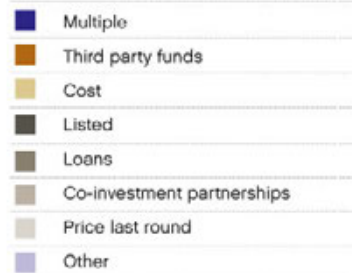 Multiple
Third party funds
Cost
Listed
Loans
Co-investment partnerships
Price last round
Other